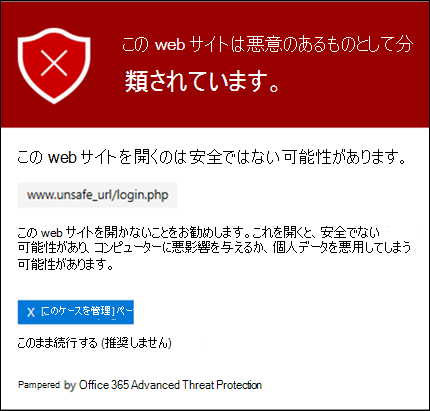 この web サイトは悪意のあるものとして分
類されています。
この web サイトを開くのは安全ではない可能性があります。
www.unsafe_url/login.php
この web サイトを開かないことをお勧めします。これを開くと、安全でない
可能性があり、コンピューターに悪影響を与えるか、個人データを悪用してしまう
可能性があります。
X [このケースを管理] ペー
このまま続行する (推奨しません)
Pampered by Office 365 Advanced Threat Protection